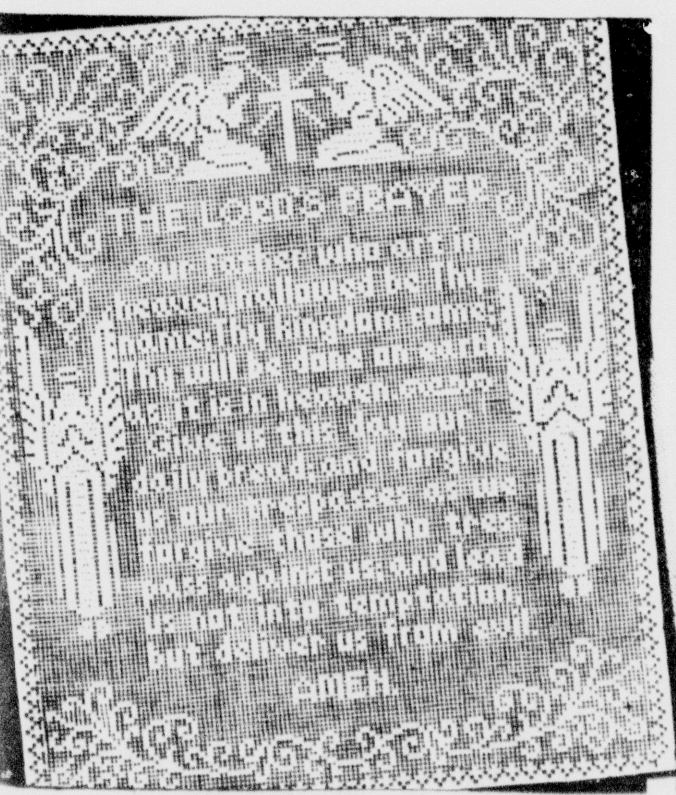 THE LORD'S PRAYER
Our Father who art in
heaven, hallowed be Thy
name. Thy kingdom come.
Thy will be done on earth
as it is in heaven.
Give us this day our
daily bread and forgive
us our trespasses as we
forgive those who tres-
pass against us: and lead
us not into temptation,
but deliver us from evil
AMEN.